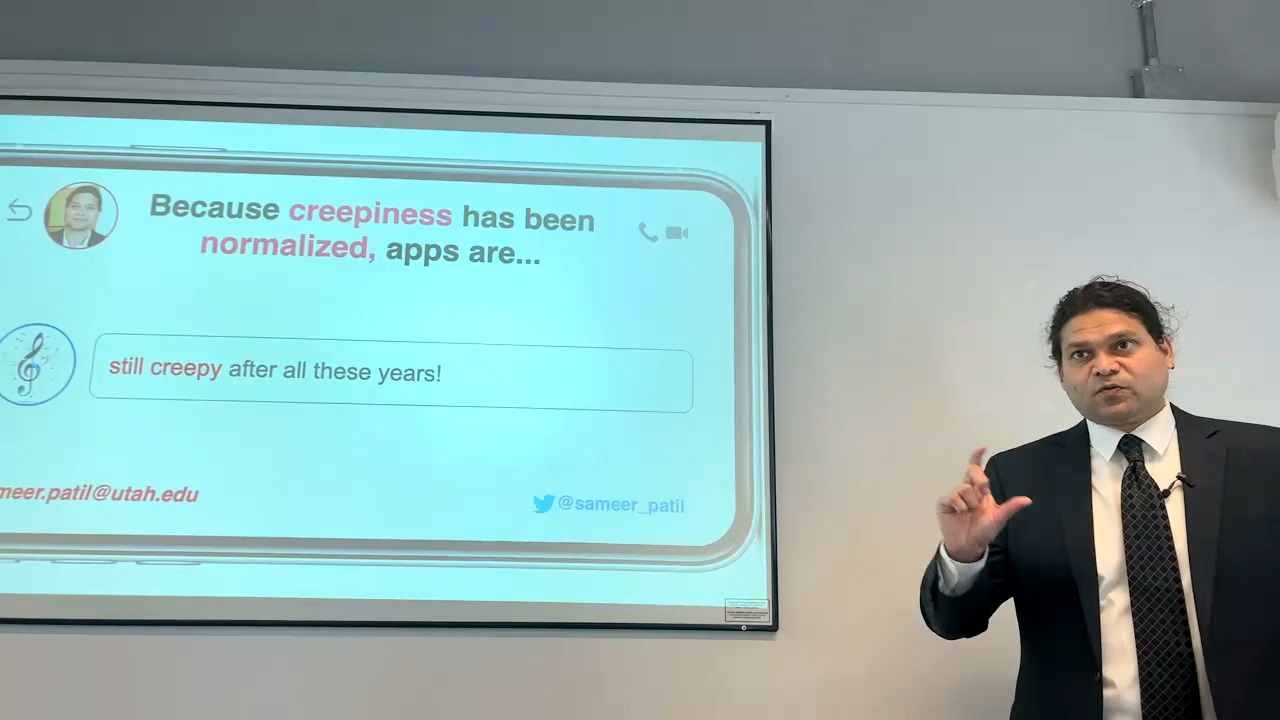 Because creepiness has been
normalized, apps are...
still creepy after all these years!
meer.patil@utah.edu
@sameer_patil